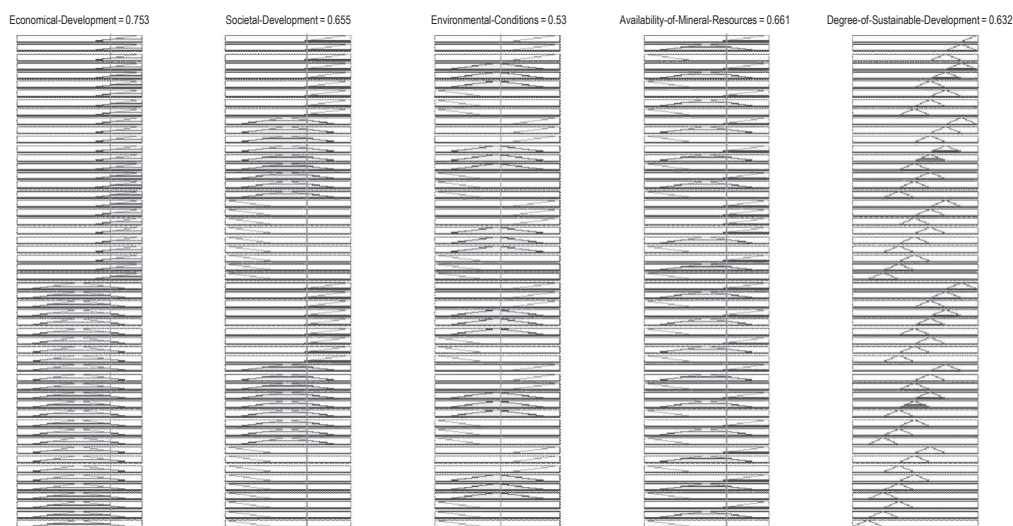 Economical-Development = 0.753
Societal-Development = 0.655
Environmental-Conditions = 0.53
Availability-of-Mineral-Resources = 0.661
Degree-of-Sustainable-Development = 0.632